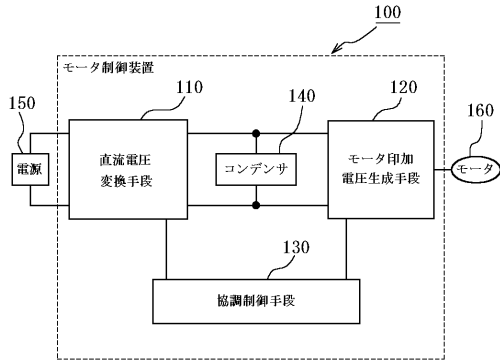 100
モータ制御装置
150
110
140
120
160
電源
直流電圧
変換手段
コンデンサ
モータ印加
電圧生成手段
モータ
130
協調制御手段